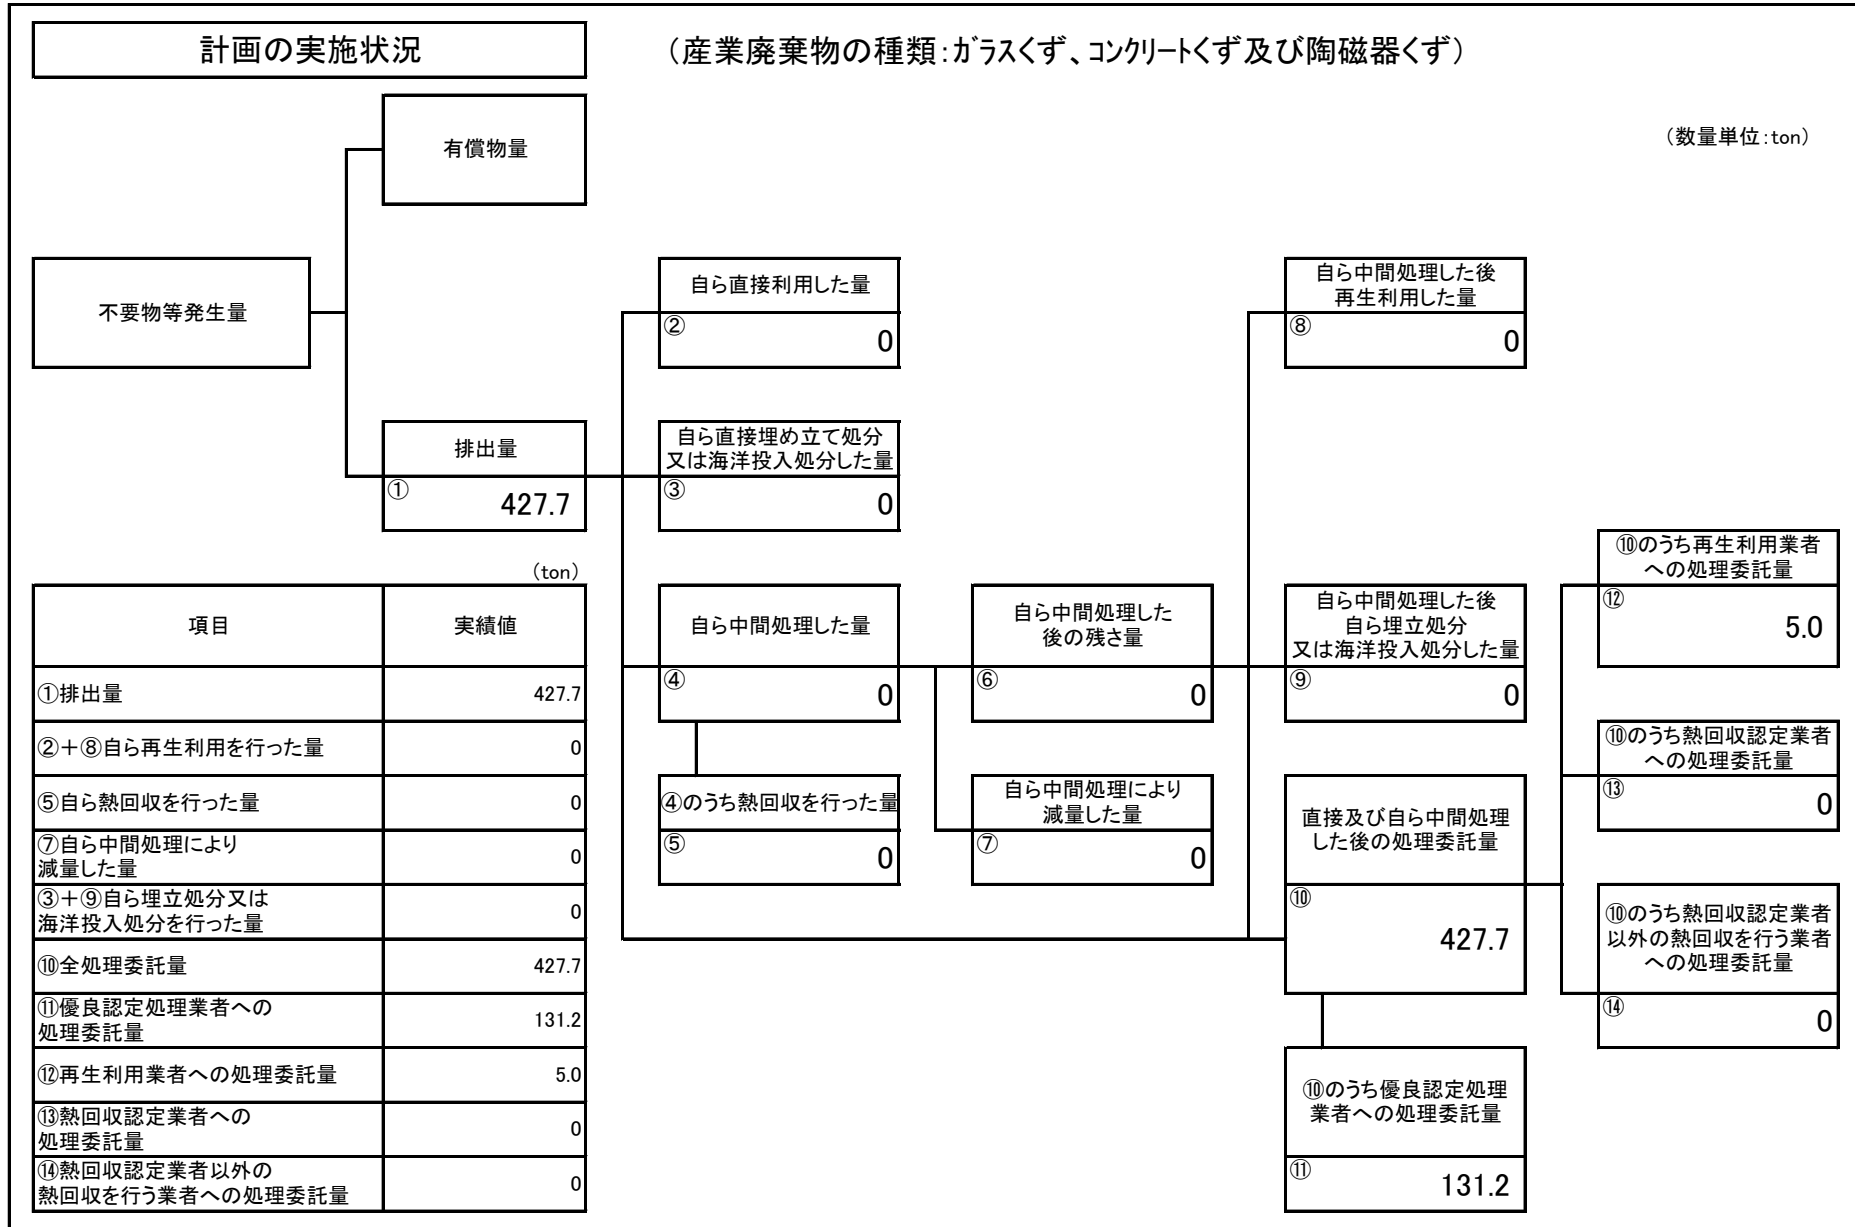 計画の実施状況
（産業廃棄物の種類：ガラスくず、コンクリートくず及び陶磁器くず）
（数量単位：ton）
有償物量
不要物等発生量
排出量
①
427.7
自ら直接利用した量
②
0
自ら直接埋め立て処分
又は海洋投入処分した量
③
0
自ら中間処理した後
再生利用した量
⑧
0
自ら中間処理した量
④
0
自ら中間処理した
後の残さ量
⑥
0
自ら中間処理した後
自ら埋立処分
又は海洋投入処分した量
⑨
0
④のうち熱回収を行った量
⑤
0
自ら中間処理により
減量した量
⑦
0
直接及び自ら中間処理
した後の処理委託量
⑩
427.7
⑩のうち優良認定処理
業者への処理委託量
⑪
131.2
⑩のうち再生利用業者
への処理委託量
⑫
5.0
⑩のうち熱回収認定業者
への処理委託量
⑬
0
⑩のうち熱回収認定業者
以外の熱回収を行う業者
への処理委託量
⑭
0
（ton）
項目 実績値
①排出量 427.7
②＋⑧自ら再生利用を行った量 0
⑤自ら熱回収を行った量 0
⑦自ら中間処理により
減量した量 0
③＋⑨自ら埋立処分又は
海洋投入処分を行った量 0
⑩全処理委託量 427.7
⑪優良認定処理業者への
処理委託量 131.2
⑫再生利用業者への処理委託量 5.0
⑬熱回収認定業者への
処理委託量 0
⑭熱回収認定業者以外の
熱回収を行う業者への処理委託量 0